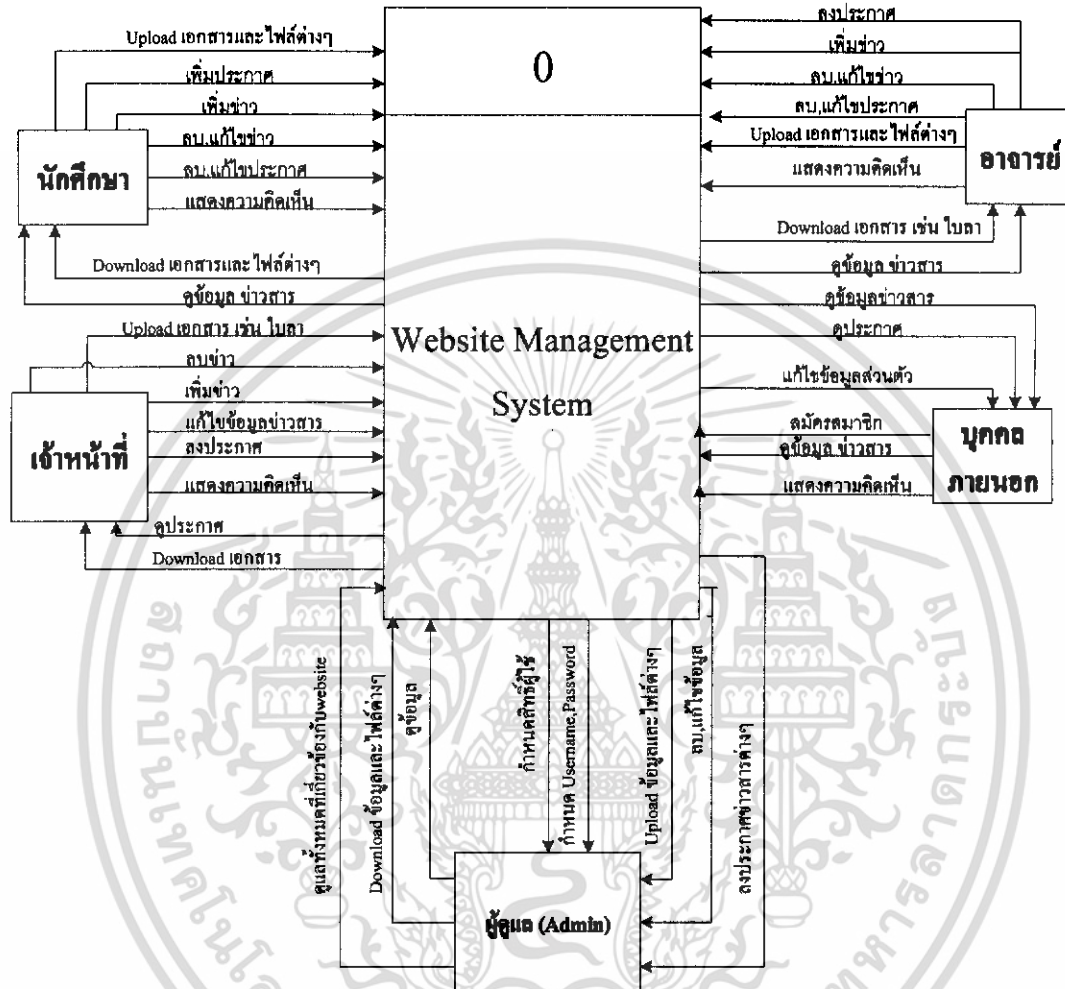 0
Website Management
System
Upload เอกสารและไฟล์ต่างๆ
เพิ่มประกาศ
เพิ่มข่าว
ลบ,แก้ไขข่าว
ลบ,แก้ไขประกาศ
แสดงความคิดเห็น
นักศึกษา
Download เอกสารและไฟล์ต่างๆ
ดูข้อมูล ข่าวสาร
Upload เอกสาร เช่น ใบลา
ลบข่าว
เพิ่มข่าว
แก้ไขข้อมูลข่าวสาร
ลงประกาศ
แสดงความคิดเห็น
เจ้าหน้าที่
ดูประกาศ
Download เอกสาร
ลงประกาศ
เพิ่มข่าว
ลบ,แก้ไขข่าว
ลบ,แก้ไขประกาศ
Upload เอกสารและไฟล์ต่างๆ
แสดงความคิดเห็น
อาจารย์
Download เอกสาร เช่น ใบลา
ดูข้อมูล ข่าวสาร
ดูข้อมูลข่าวสาร
ดูประกาศ
แก้ไขข้อมูลส่วนตัว
สมัครสมาชิก
ดูข้อมูล ข่าวสาร
แสดงความคิดเห็น
บุคคล
ภายนอก
ดูแลทั้งหมดที่เกี่ยวข้องกับwebsite
Download ข้อมูลและไฟล์ต่างๆ
ดูข้อมูล
กำหนดสิทธิ์ผู้ใช้
กำหนด Username,Password
Upload ข้อมูลและไฟล์ต่างๆ
ลบ,แก้ไขข้อมูล
ลงประกาศข่าวสารต่างๆ
ผู้ดูแล (Admin)